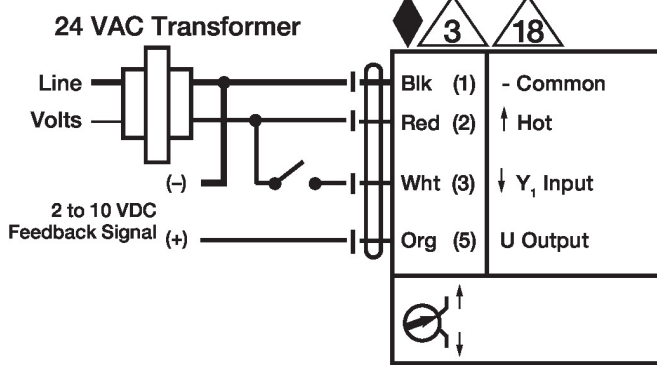 24 VAC Transformer
3
18
Line
Blk (1)
- Common
Volts
Red (2)
↑ Hot
(–)
Wht (3)
↓ Y₁ Input
2 to 10 VDC
Feedback Signal (+)
Org (5)
U Output